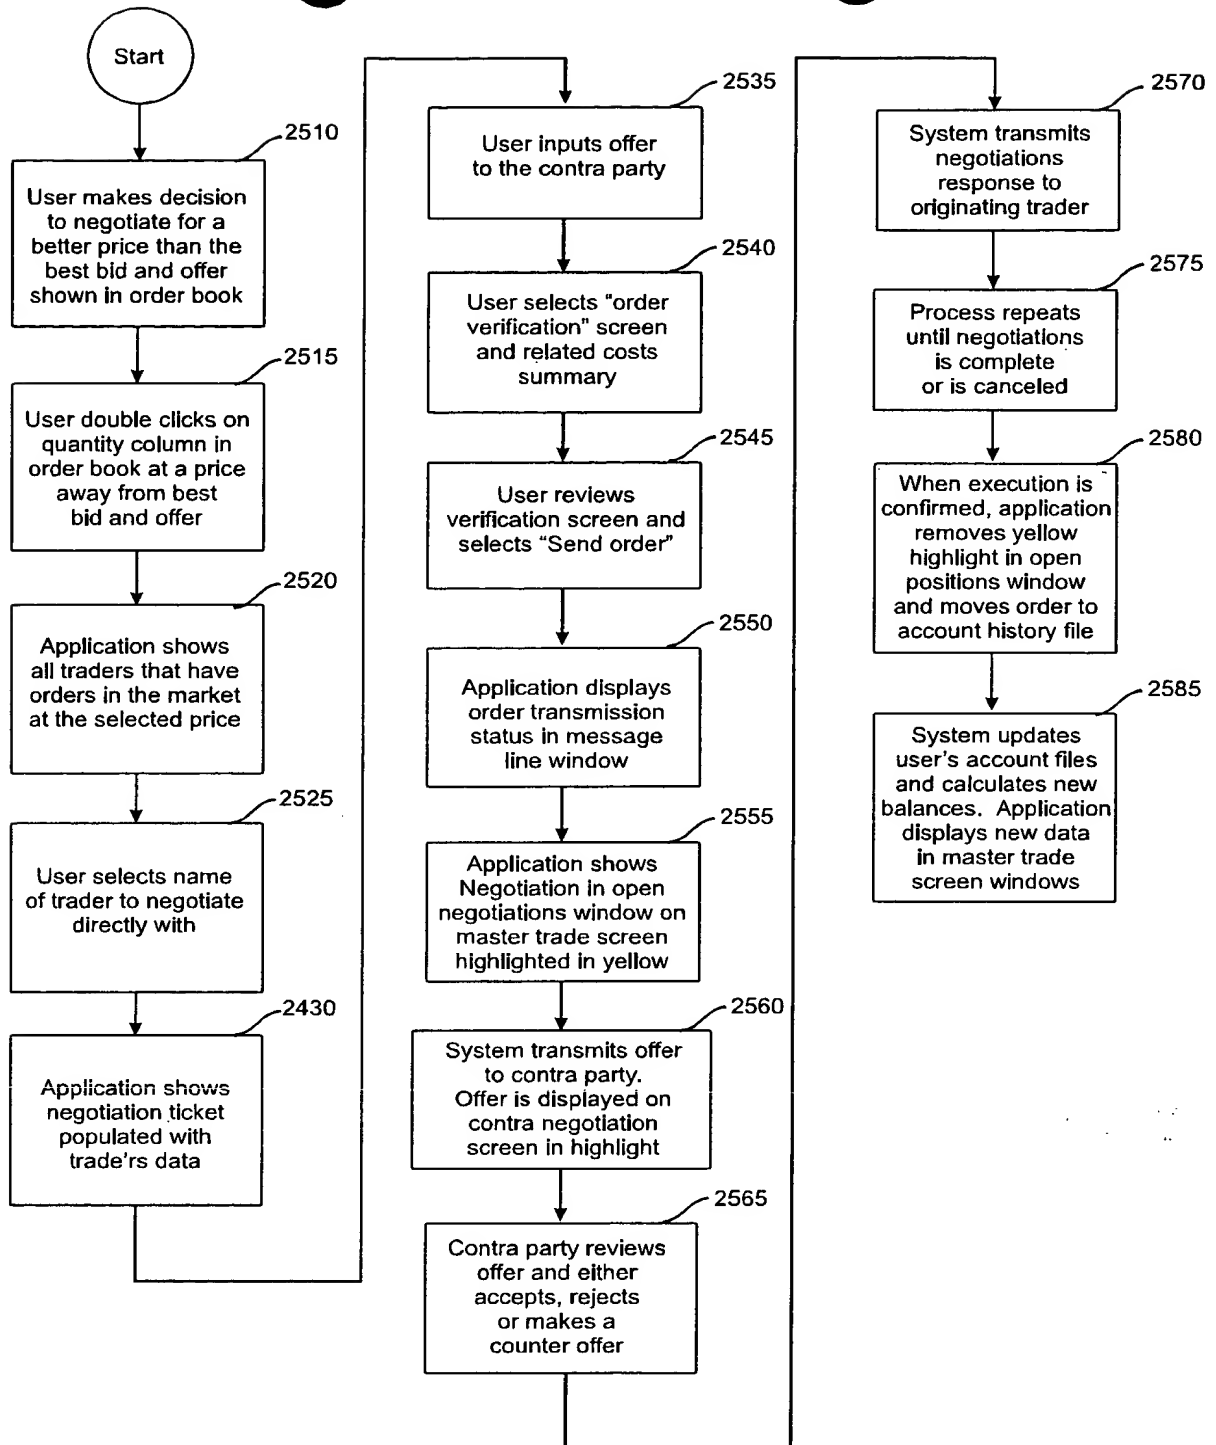 Start
2510
User makes decision
to negotiate for a
better price than the
best bid and offer
shown in order book
2515
User double clicks on
quantity column in
order book at a price
away from best
bid and offer
2520
Application shows
all traders that have
orders in the market
at the selected price
2525
User selects name
of trader to negotiate
directly with
2430
Application shows
negotiation ticket
populated with
trade'rs data
2535
User inputs offer
to the contra party
2540
User selects "order
verification" screen
and related costs
summary
2545
User reviews
verification screen and
selects "Send order"
2550
Application displays
order transmission
status in message
line window
2555
Application shows
Negotiation in open
negotiations window on
master trade screen
highlighted in yellow
2560
System transmits offer
to contra party.
Offer is displayed on
contra negotiation
screen in highlight
2565
Contra party reviews
offer and either
accepts, rejects
or makes a
counter offer
2570
System transmits
negotiations
response to
originating trader
2575
Process repeats
until negotiations
is complete
or is canceled
2580
When execution is
confirmed, application
removes yellow
highlight in open
positions window
and moves order to
account history file
2585
System updates
user's account files
and calculates new
balances. Application
displays new data
in master trade
screen windows